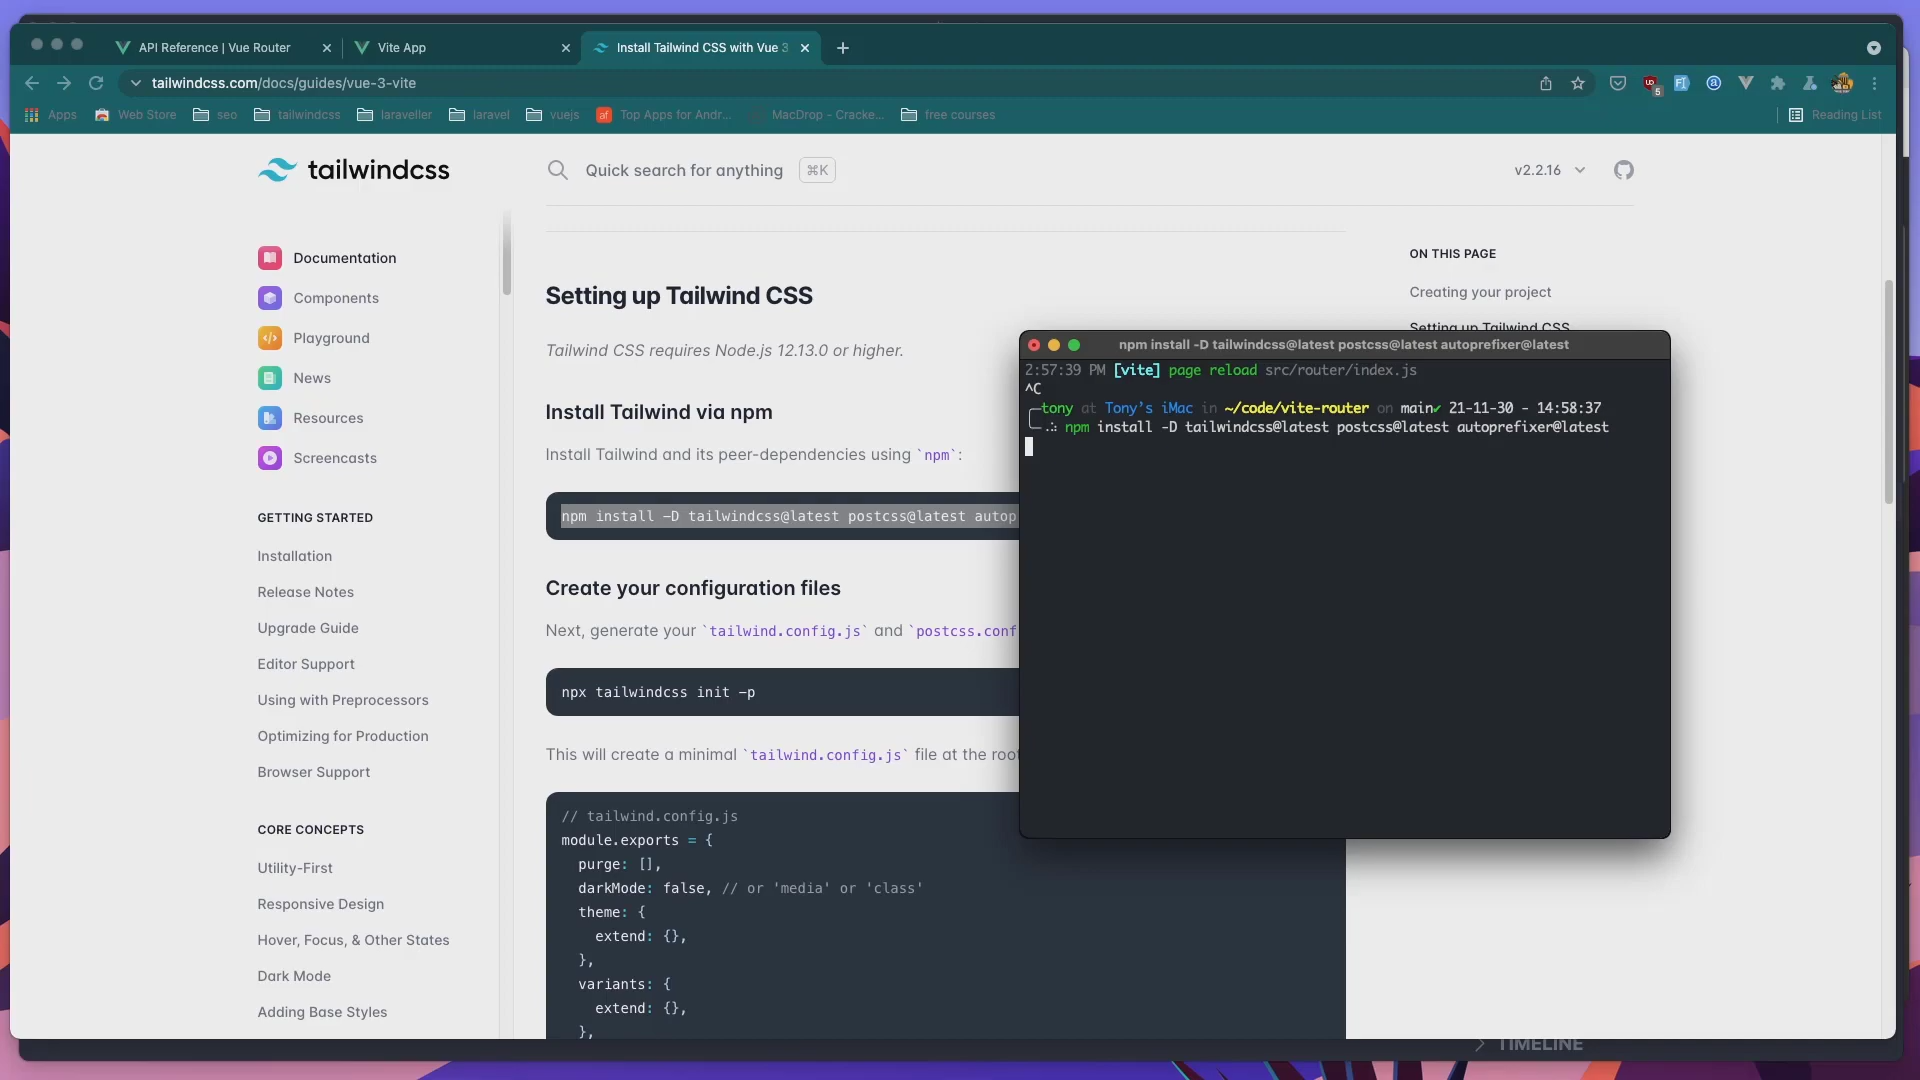 API Reference | Vue Router
Vite App
Install Tailwind CSS with Vue 3
tailwindcss.com/docs/guides/vue-3-vite
5
Apps
Web Store
seo
tailwindcss
laraveller
laravel
vuejs
af
Top Apps for Andr...
MacDrop - Cracke...
free courses
Reading List
tailwindcss
Quick search for anything
⌘K
v2.2.16
Documentation
Components
Playground
News
Resources
Screencasts
GETTING STARTED
Installation
Release Notes
Upgrade Guide
Editor Support
Using with Preprocessors
Optimizing for Production
Browser Support
CORE CONCEPTS
Utility-First
Responsive Design
Hover, Focus, & Other States
Dark Mode
Adding Base Styles
Setting up Tailwind CSS
Tailwind CSS requires Node.js 12.13.0 or higher.
Install Tailwind via npm
Install Tailwind and its peer-dependencies using `npm`:
npm install -D tailwindcss@latest postcss@latest autop
Create your configuration files
Next, generate your `tailwind.config.js` and `postcss.conf
npx tailwindcss init -p
This will create a minimal `tailwind.config.js` file at the root
// tailwind.config.js
module.exports = {
purge: [],
darkMode: false, // or 'media' or 'class'
theme: {
extend: {},
},
variants: {
extend: {},
},
ON THIS PAGE
Creating your project
Setting up Tailwind CSS
npm install -D tailwindcss@latest postcss@latest autoprefixer@latest
2:57:39 PM [vite] page reload src/router/index.js
^C
tony at Tony's iMac in ~/code/vite-router on main✔ 21-11-30 - 14:58:37
npm install -D tailwindcss@latest postcss@latest autoprefixer@latest
TIMELINE